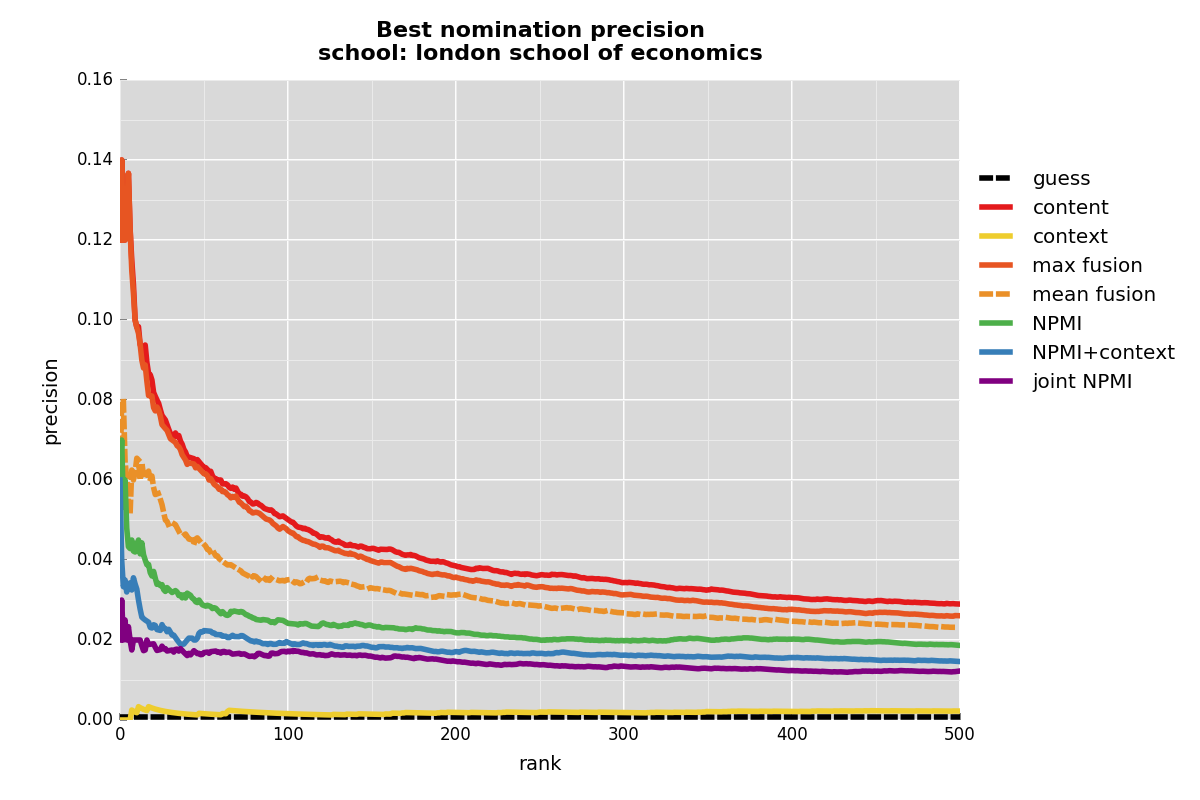 Best nomination precision
school: london school of economics
0.16
0.14
0.12
0.10
0.08
0.06
0.04
0.02
0.00
precision
0
100
200
300
400
500
rank
guess
content
context
max fusion
mean fusion
NPMI
NPMI+context
joint NPMI